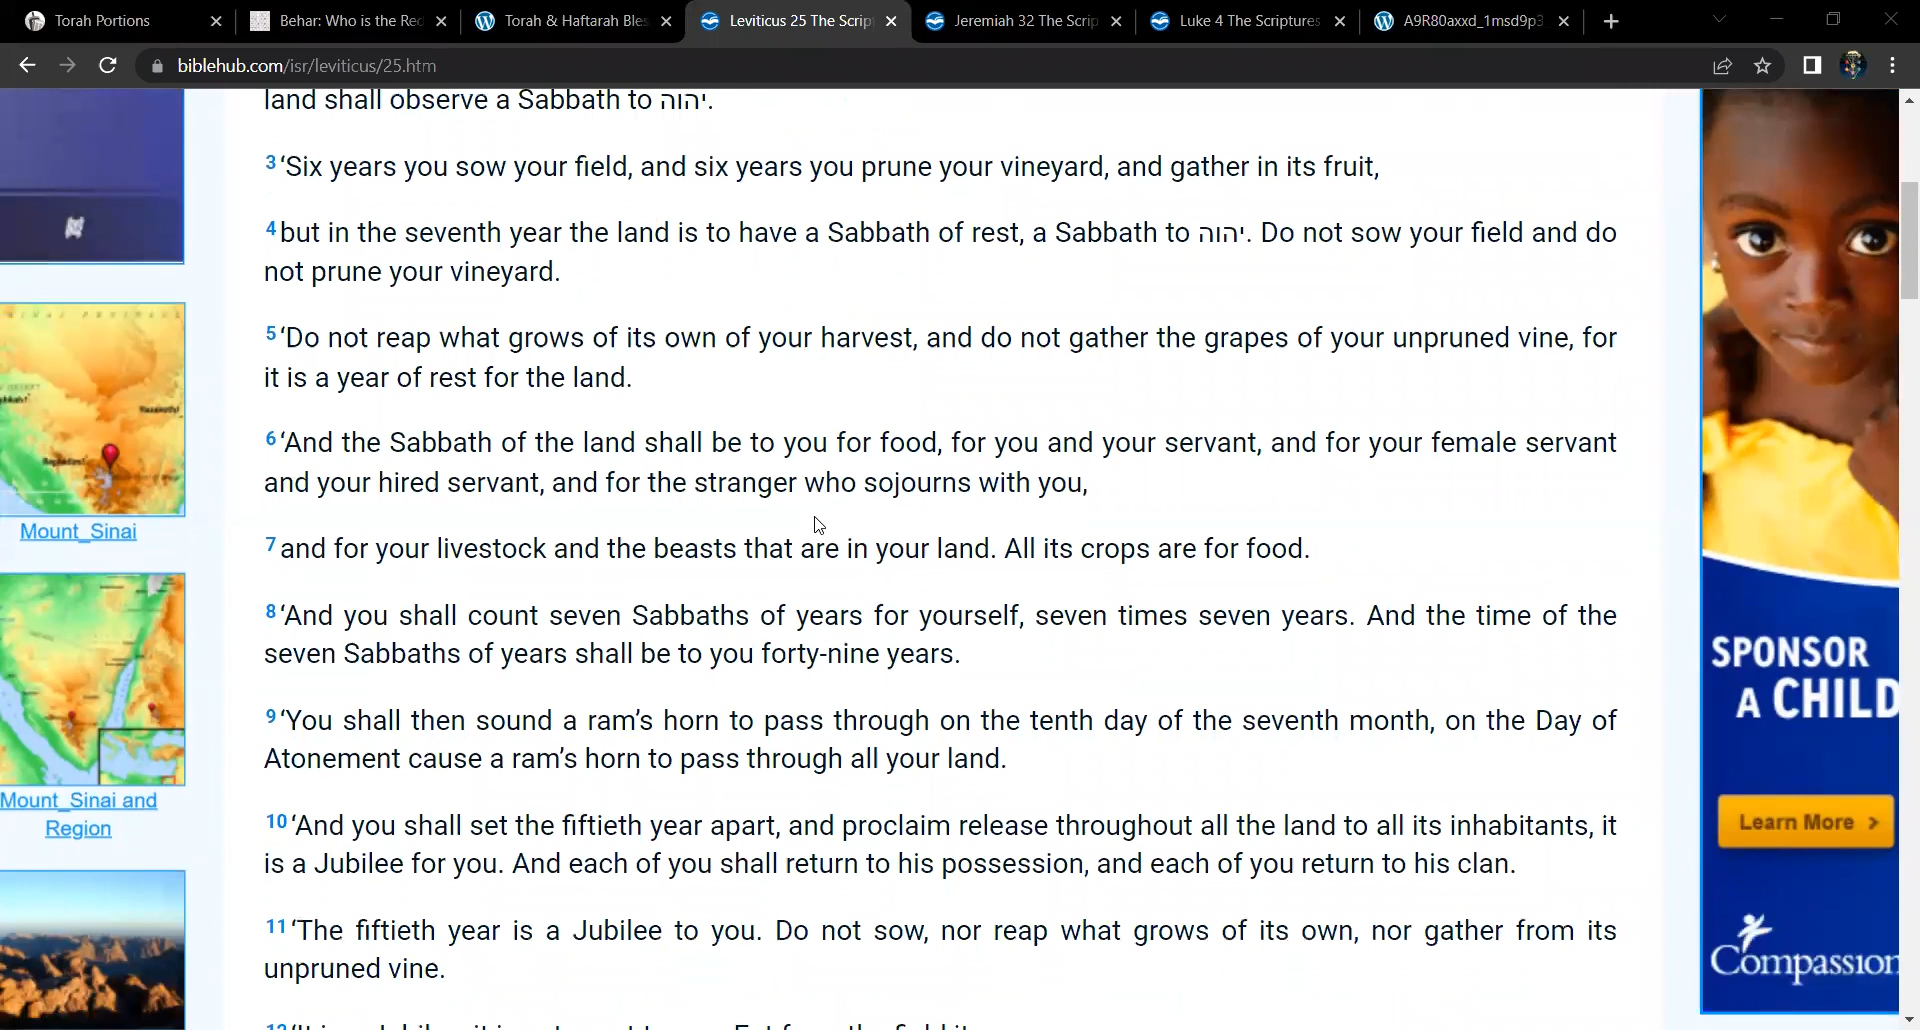 Torah Portions
Behar: Who is the Red
Torah & Haftarah Bles
Leviticus 25 The Scrip
Jeremiah 32 The Scrip
Luke 4 The Scriptures
A9R80axxd_1msd9p3
biblehub.com/isr/leviticus/25.htm
land shall observe a Sabbath to יהוה.
3 ‘Six years you sow your field, and six years you prune your vineyard, and gather in its fruit,
4 but in the seventh year the land is to have a Sabbath of rest, a Sabbath to יהוה. Do not sow your field and do
not prune your vineyard.
5 ‘Do not reap what grows of its own of your harvest, and do not gather the grapes of your unpruned vine, for
it is a year of rest for the land.
6 ‘And the Sabbath of the land shall be to you for food, for you and your servant, and for your female servant
and your hired servant, and for the stranger who sojourns with you,
7 and for your livestock and the beasts that are in your land. All its crops are for food.
8 ‘And you shall count seven Sabbaths of years for yourself, seven times seven years. And the time of the
seven Sabbaths of years shall be to you forty-nine years.
9 ‘You shall then sound a ram’s horn to pass through on the tenth day of the seventh month, on the Day of
Atonement cause a ram’s horn to pass through all your land.
10 ‘And you shall set the fiftieth year apart, and proclaim release throughout all the land to all its inhabitants, it
is a Jubilee for you. And each of you shall return to his possession, and each of you return to his clan.
11 ‘The fiftieth year is a Jubilee to you. Do not sow, nor reap what grows of its own, nor gather from its
unpruned vine.
Mount_Sinai
Mount_Sinai and
Region
SPONSOR
A CHILD
Learn More >
Compassion